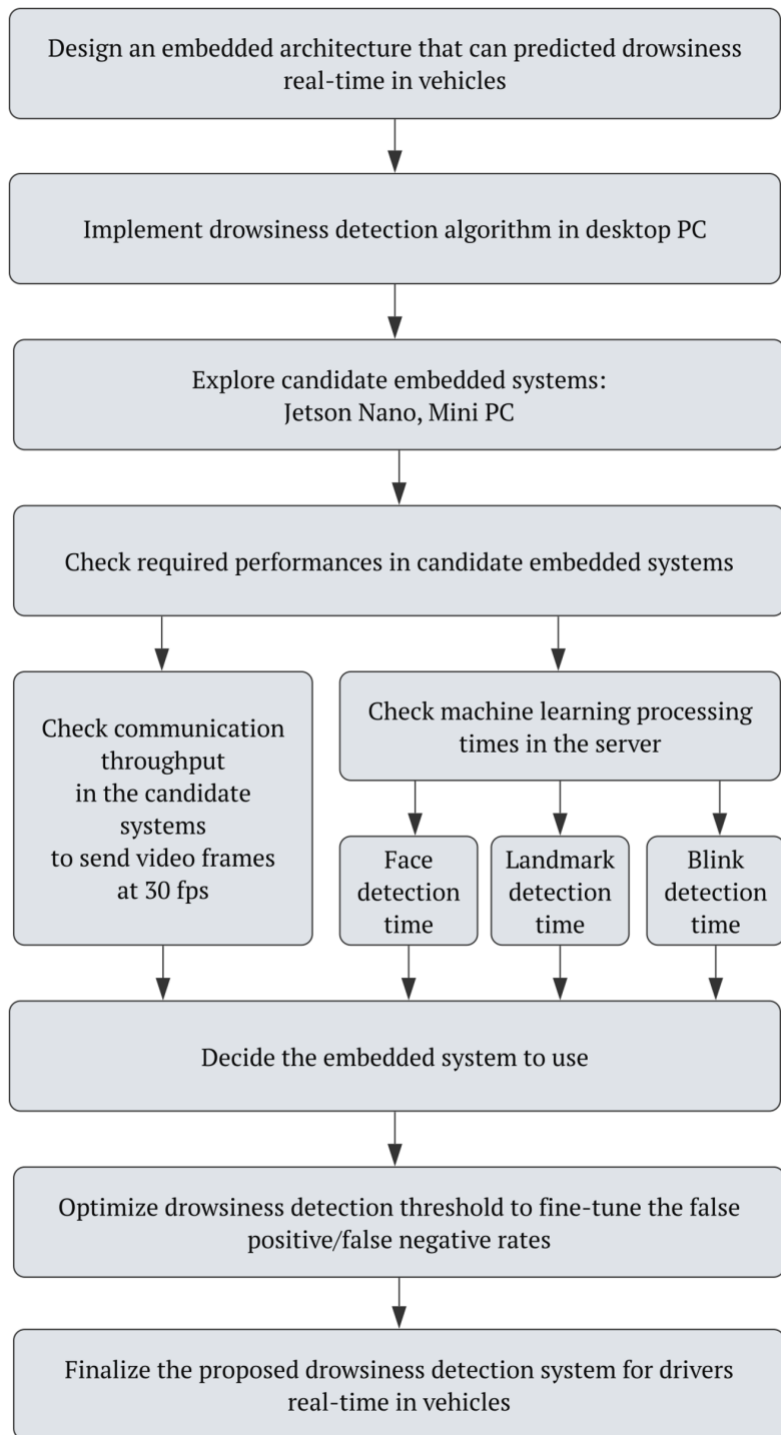 Design an embedded architecture that can predicted drowsiness
real-time in vehicles
Implement drowsiness detection algorithm in desktop PC
Explore candidate embedded systems:
Jetson Nano, Mini PC
Check required performances in candidate embedded systems
Check communication
throughput
in the candidate
systems
to send video frames
at 30 fps
Check machine learning processing
times in the server
Face
detection
time
Landmark
detection
time
Blink
detection
time
Decide the embedded system to use
Optimize drowsiness detection threshold to fine-tune the false
positive/false negative rates
Finalize the proposed drowsiness detection system for drivers
real-time in vehicles